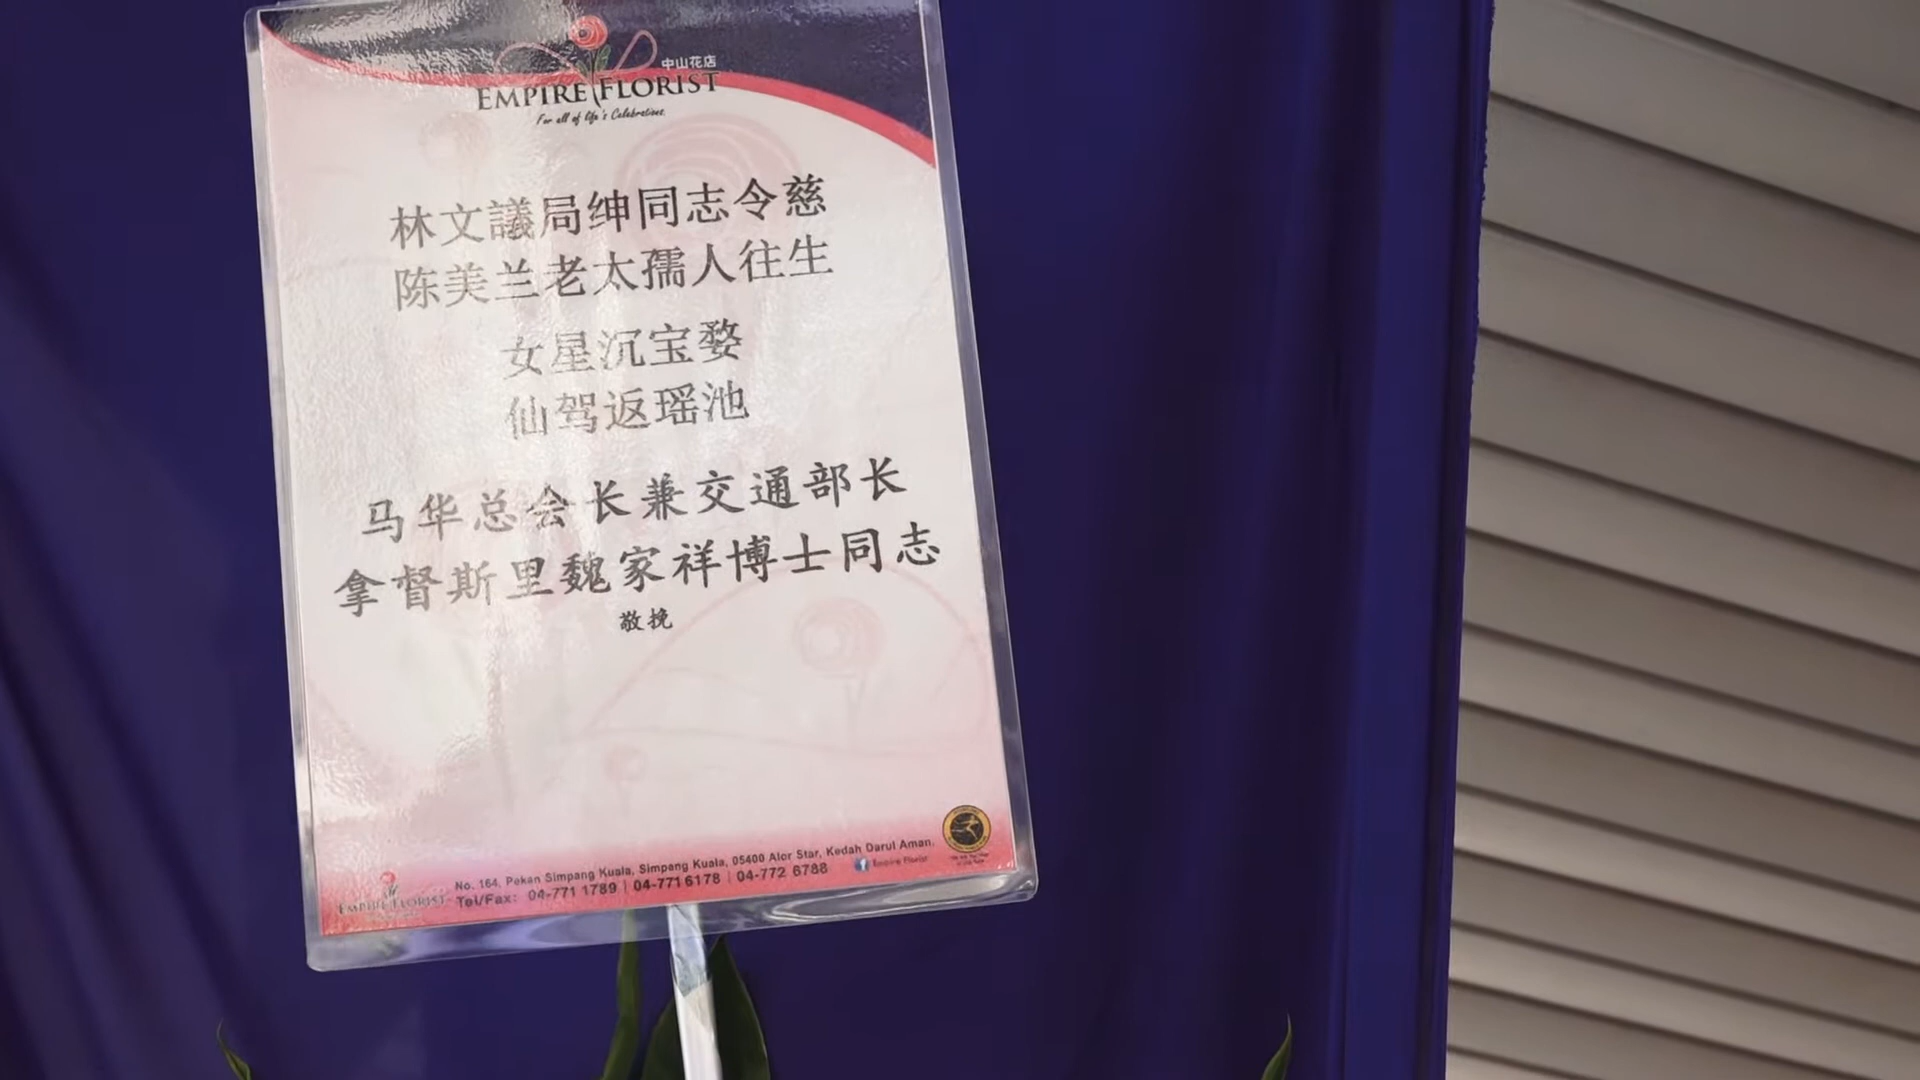 中山花店
EMPIRE FLORIST
For all of life's Celebrations.
林文議局绅同志令慈
陈美兰老太孺人往生
女星沉宝婺
仙驾返瑶池
马华总会长兼交通部长
拿督斯里魏家祥博士同志
敬挽
No. 164, Pekan Simpang Kuala, Simpang Kuala, 05400 Alor Star, Kedah Darul Aman.
Tel/Fax: 04-771 1789 | 04-771 6178 | 04-772 6788
Empire Florist
EMPIRE FLORIST